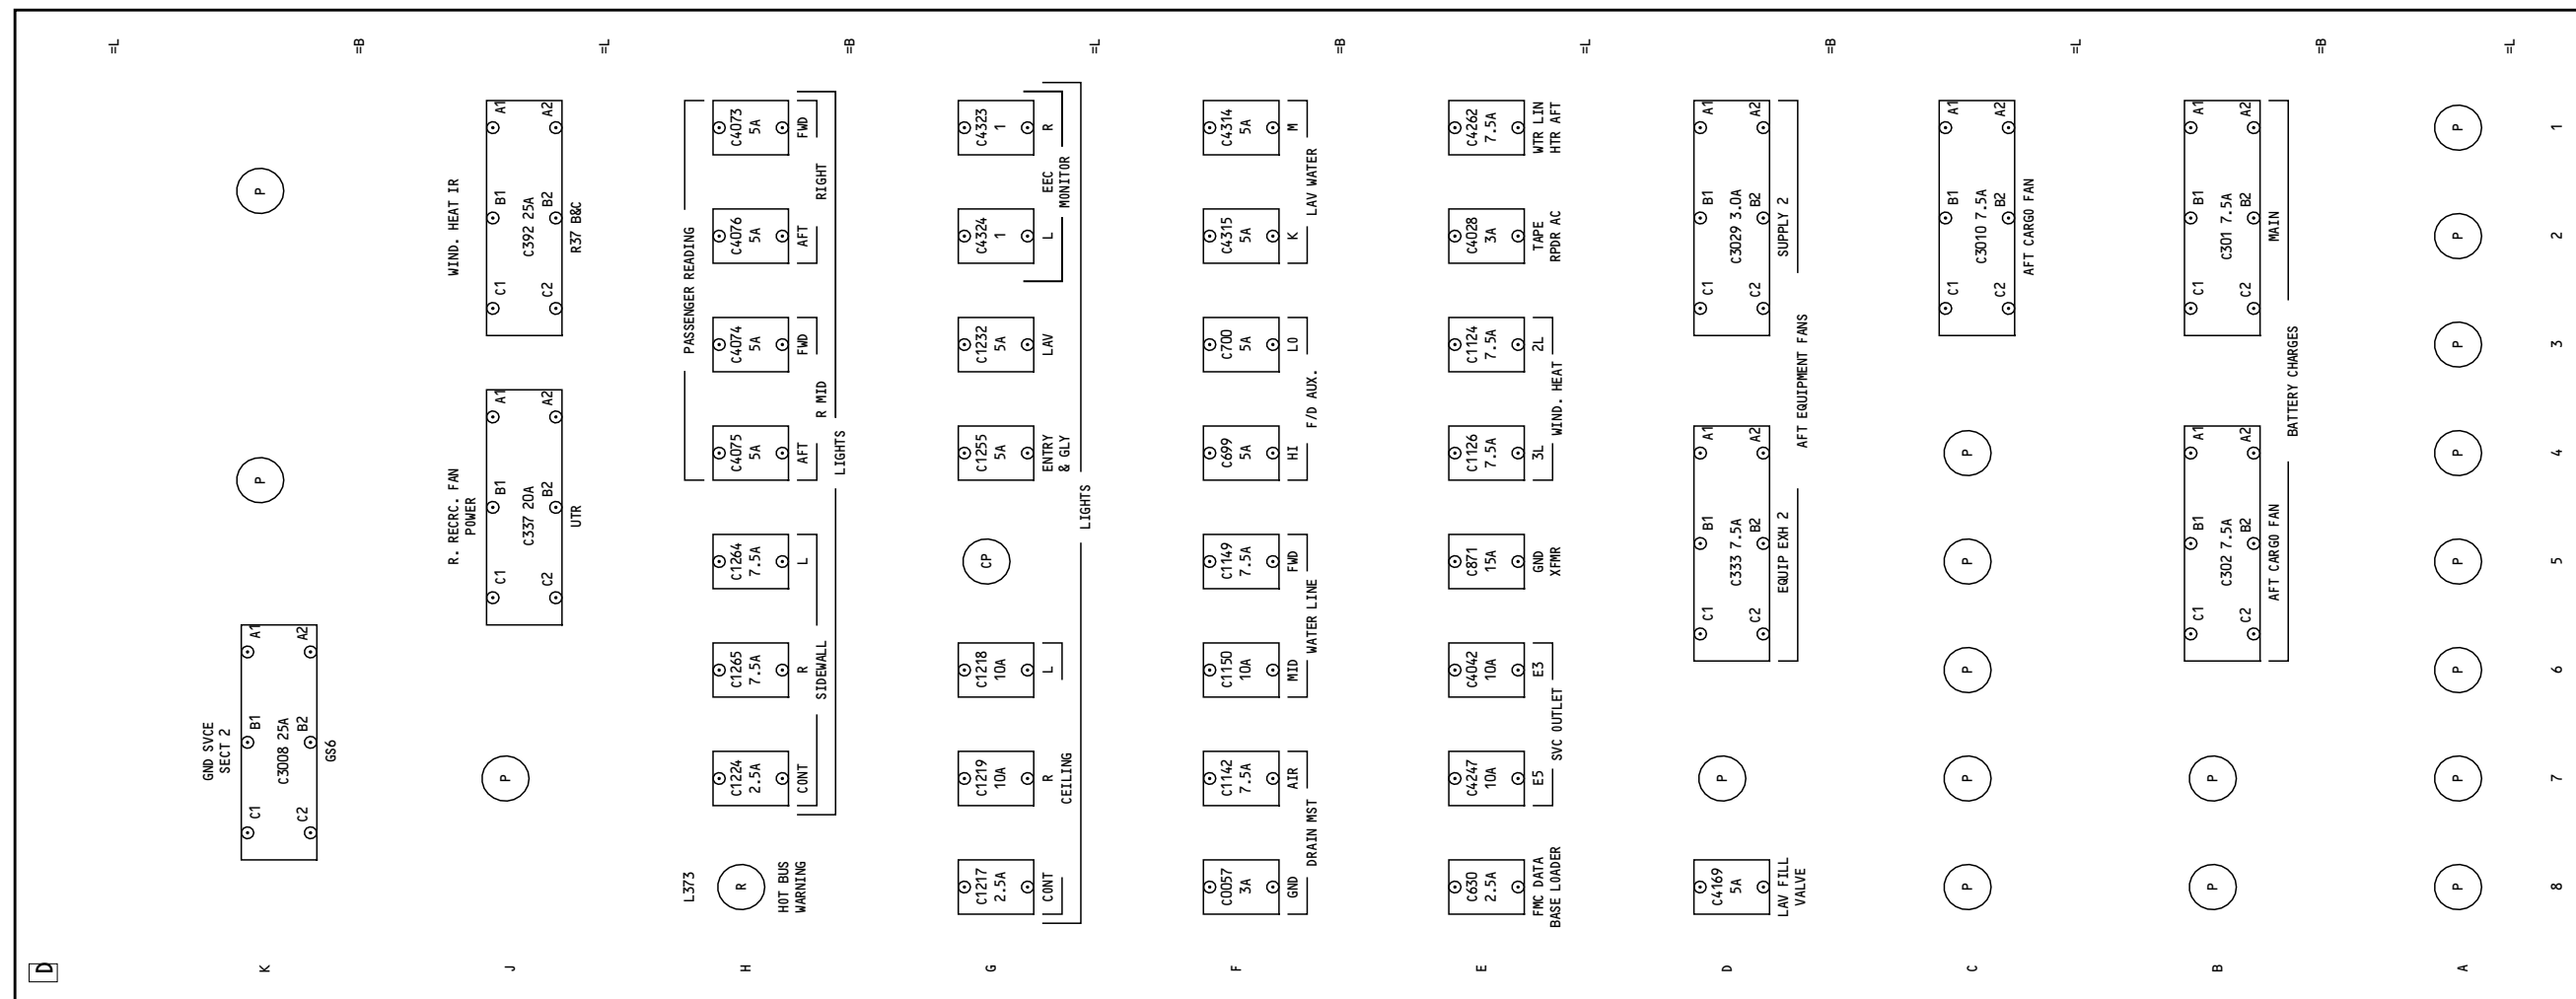 D
=L
GND SVCE
SECT 2
K
C1 B1 A1
C3008 25A
P
P
C2 B2 A2
GS6
=B
R. RECRC. FAN
POWER
WIND. HEAT IR
J
P
C1 B1 A1
C337 20A
C2 B2 A2
UTR
C1 B1 A1
C392 25A
C2 B2 A2
R37 B&C
=L
L373
PASSENGER READING
H
R
C1224
2.5A
C1265
7.5A
C1264
7.5A
C4075
5A
C4074
5A
C4076
5A
C4073
5A
HOT BUS
WARNING
CONT
R
L
AFT
FWD
AFT
FWD
SIDEWALL
R MID
RIGHT
LIGHTS
=B
G
C1217
2.5A
C1219
10A
C1218
10A
CP
C1255
5A
C1232
5A
C4324
1
C4323
1
CONT
R
L
ENTRY
& GLY
LAV
L
R
CEILING
EEC
MONITOR
LIGHTS
=L
F
C0057
3A
C1142
7.5A
C1150
10A
C1149
7.5A
C699
5A
C700
5A
C4315
5A
C4314
5A
GND
AIR
MID
FWD
HI
LO
K
M
DRAIN MST
WATER LINE
F/D AUX.
LAV WATER
=B
E
C630
2.5A
C4247
10A
C4042
10A
C871
15A
C1126
7.5A
C1124
7.5A
C4028
3A
C4262
7.5A
FMC DATA
BASE LOADER
E5
E3
SVC OUTLET
GND
XFMR
3L
2L
WIND. HEAT
TAPE
RPDR AC
WTR LIN
HTR AFT
=L
D
C4169
5A
LAV FILL
VALVE
P
C1 B1 A1
C333 7.5A
C2 B2 A2
EQUIP EXH 2
C1 B1 A1
C3029 3.0A
C2 B2 A2
SUPPLY 2
AFT EQUIPMENT FANS
=B
C
P
P
P
P
P
C1 B1 A1
C3010 7.5A
C2 B2 A2
AFT CARGO FAN
=L
B
P
P
C1 B1 A1
C302 7.5A
C2 B2 A2
AFT CARGO FAN
C1 B1 A1
C301 7.5A
C2 B2 A2
MAIN
BATTERY CHARGES
=B
A
P
P
P
P
P
P
P
P
=L
8 7 6 5 4 3 2 1